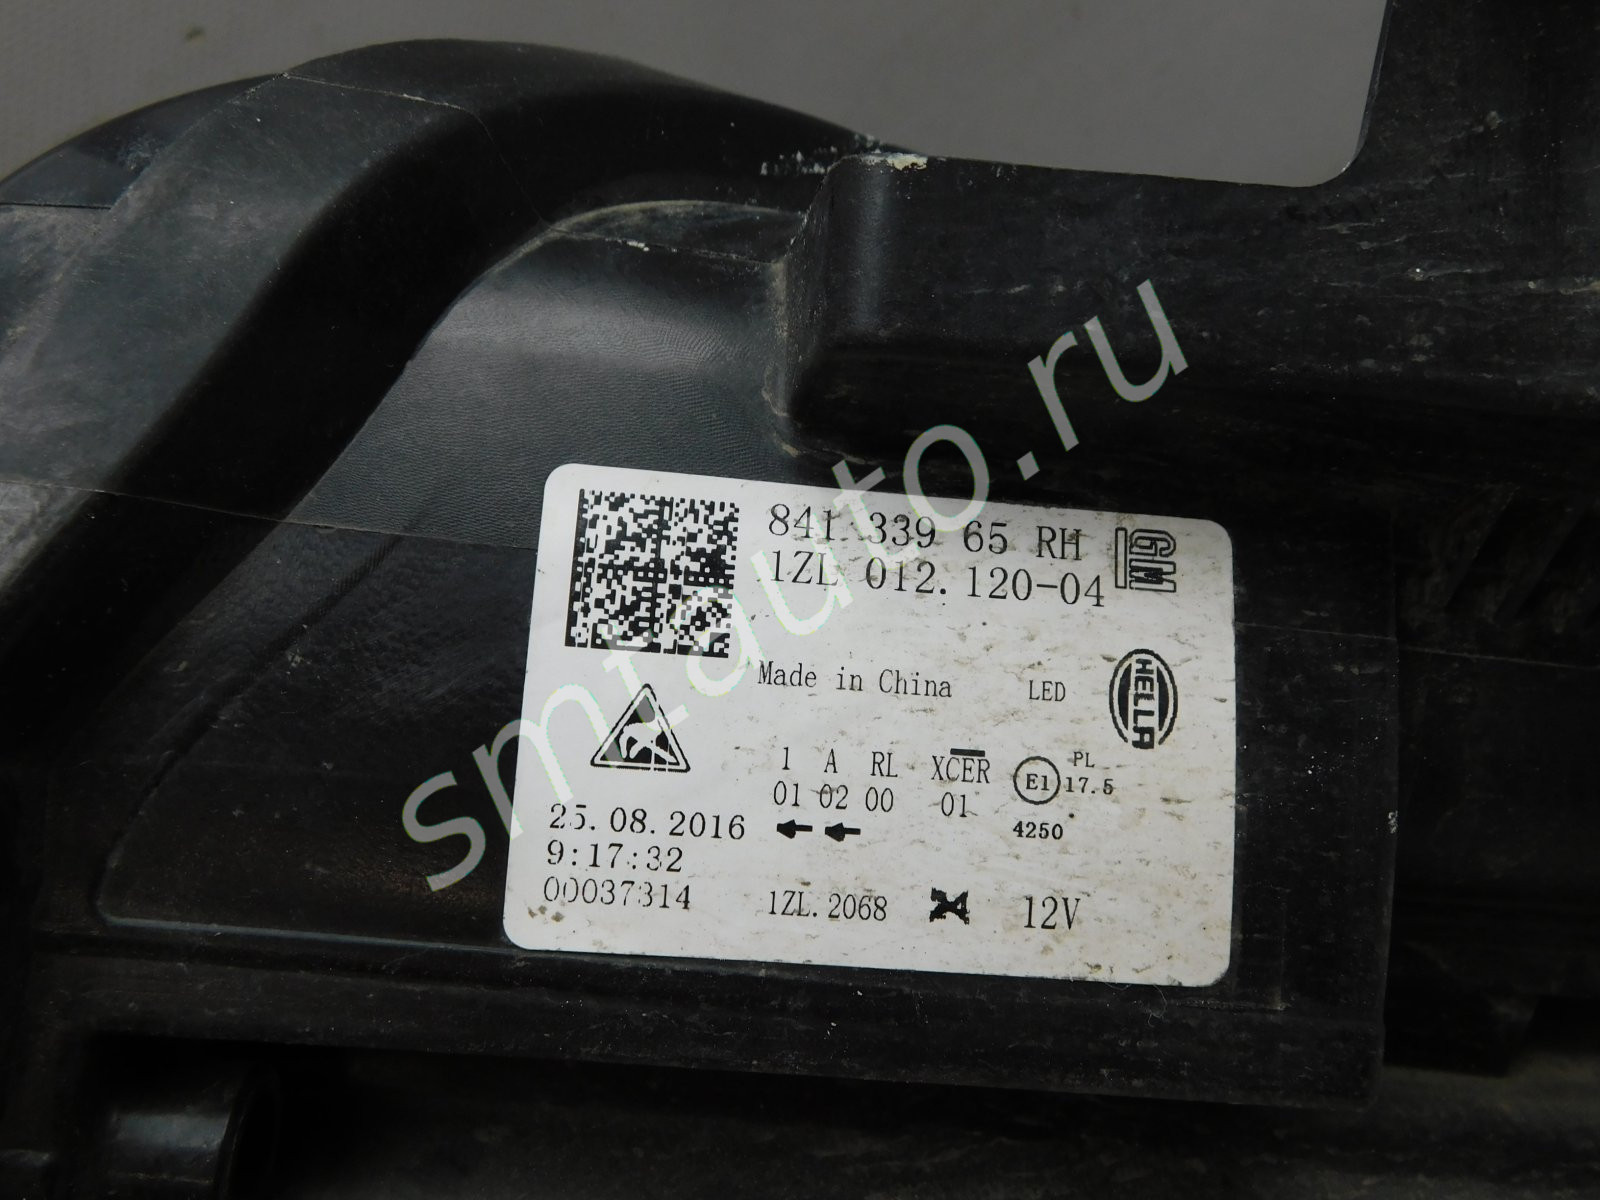 841 339 65 RH GM
1ZL 012.120-04
Made in China LED HELLA
1 A RL XCER E1 PL 17.5
01 02 00 01 4250
25.08.2016
9:17:32
00037314 1ZL.2068 12V
smtauto.ru